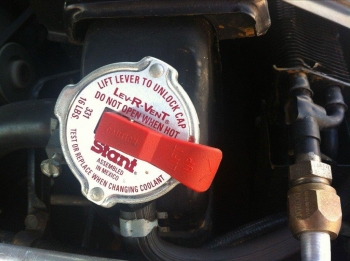 LIFT LEVER TO UNLOCK CAP
LEV-R-VENT
DO NOT OPEN WHEN HOT
331
16 LBS
Stant
ASSEMBLED
IN MEXICO
TEST OR REPLACE WHEN CHANGING COOLANT